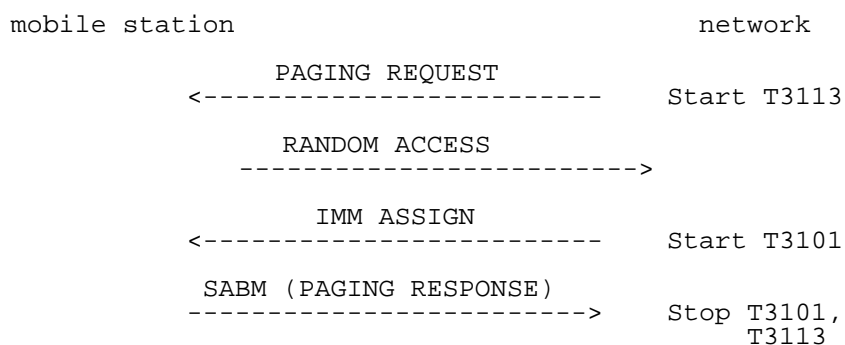 mobile station network
PAGING REQUEST
<------------------------- Start T3113
RANDOM ACCESS
------------------------->
IMM ASSIGN
<------------------------- Start T3101
SABM (PAGING RESPONSE)
-------------------------> Stop T3101,
T3113